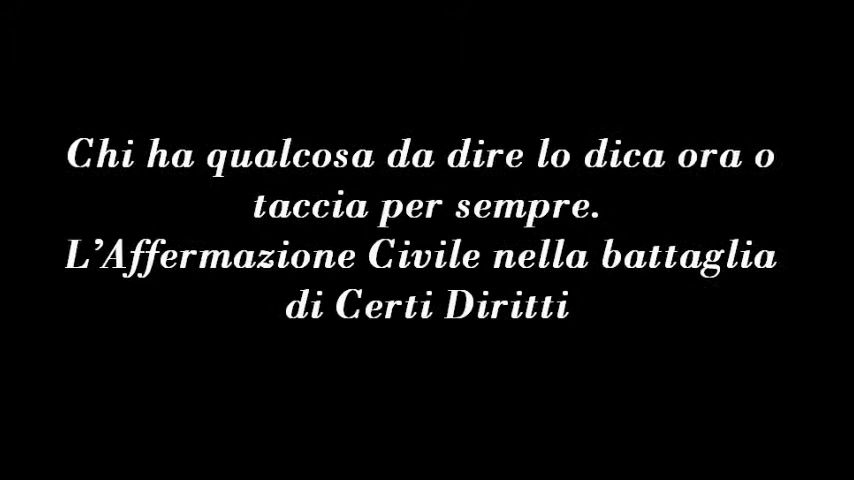 Chi ha qualcosa da dire lo dica ora o
taccia per sempre.
L’Affermazione Civile nella battaglia
di Certi Diritti